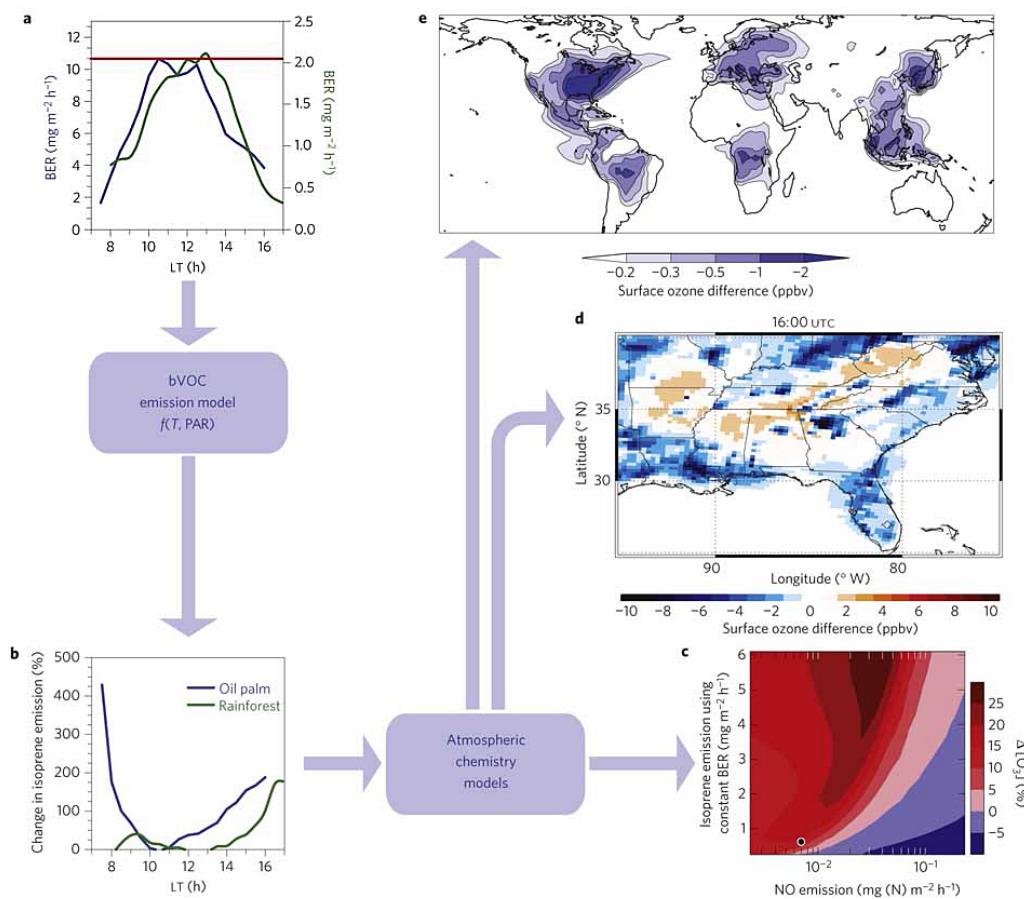 a
12
10
8
6
4
2
0
BER (mg m⁻² h⁻¹)
2.5
2.0
1.5
1.0
0.5
0.0
BER (mg m⁻² h⁻¹)
8 10 12 14 16
LT (h)
bVOC
emission model
f(T, PAR)
b
500
400
300
200
100
0
Change in isoprene emission (%)
Oil palm
Rainforest
8 10 12 14 16
LT (h)
Atmospheric
chemistry
models
e
−0.2 −0.3 −0.5 −1 −2
Surface ozone difference (ppbv)
d
16:00 UTC
35
30
Latitude (° N)
90 80
Longitude (° W)
−10 −8 −6 −4 −2 0 2 4 6 8 10
Surface ozone difference (ppbv)
c
6
5
4
3
2
1
Isoprene emission using
constant BER (mg m⁻² h⁻¹)
10⁻² 10⁻¹
NO emission (mg (N) m⁻² h⁻¹)
25
20
15
10
5
0
−5
Δ [O₃] (%)